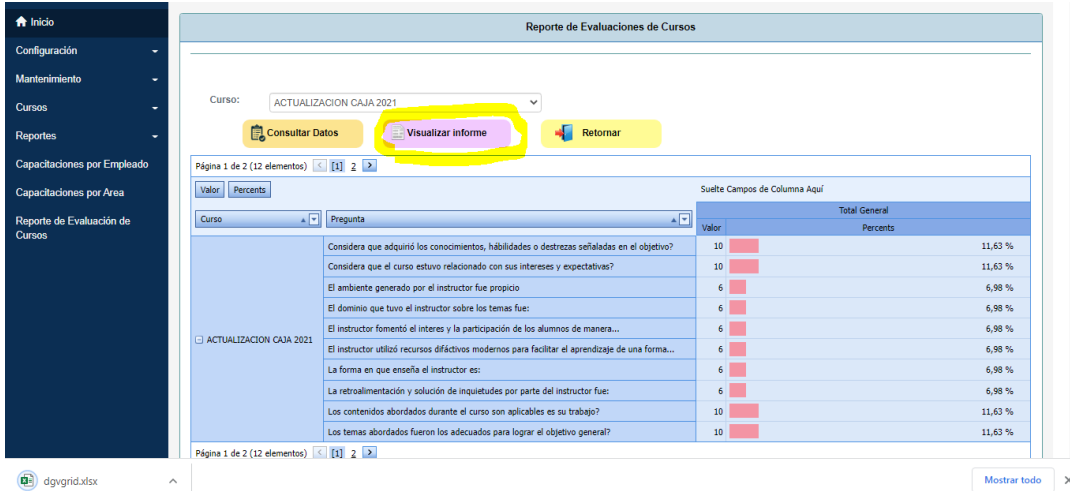 Inicio
Configuración
Mantenimiento
Cursos
Reportes
Capacitaciones por Empleado
Capacitaciones por Area
Reporte de Evaluación de
Cursos
Reporte de Evaluaciones de Cursos
Curso: ACTUALIZACION CAJA 2021
Consultar Datos Visualizar informe Retornar
Página 1 de 2 (12 elementos) [1] 2
Valor Percents Suelte Campos de Columna Aquí
Total General
Curso Pregunta Valor Percents
ACTUALIZACION CAJA 2021
Considera que adquirió los conocimientos, hábilidades o destrezas señaladas en el objetivo? 10 11,63 %
Considera que el curso estuvo relacionado con sus intereses y expectativas? 10 11,63 %
El ambiente generado por el instructor fue propicio 6 6,98 %
El dominio que tuvo el instructor sobre los temas fue: 6 6,98 %
El instructor fomentó el interes y la participación de los alumnos de manera... 6 6,98 %
El instructor utilizó recursos difáctivos modernos para facilitar el aprendizaje de una forma... 6 6,98 %
La forma en que enseña el instructor es: 6 6,98 %
La retroalimentación y solución de inquietudes por parte del instructor fue: 6 6,98 %
Los contenidos abordados durante el curso son aplicables es su trabajo? 10 11,63 %
Los temas abordados fueron los adecuados para lograr el objetivo general? 10 11,63 %
Página 1 de 2 (12 elementos) [1] 2
dgvgrid.xlsx Mostrar todo